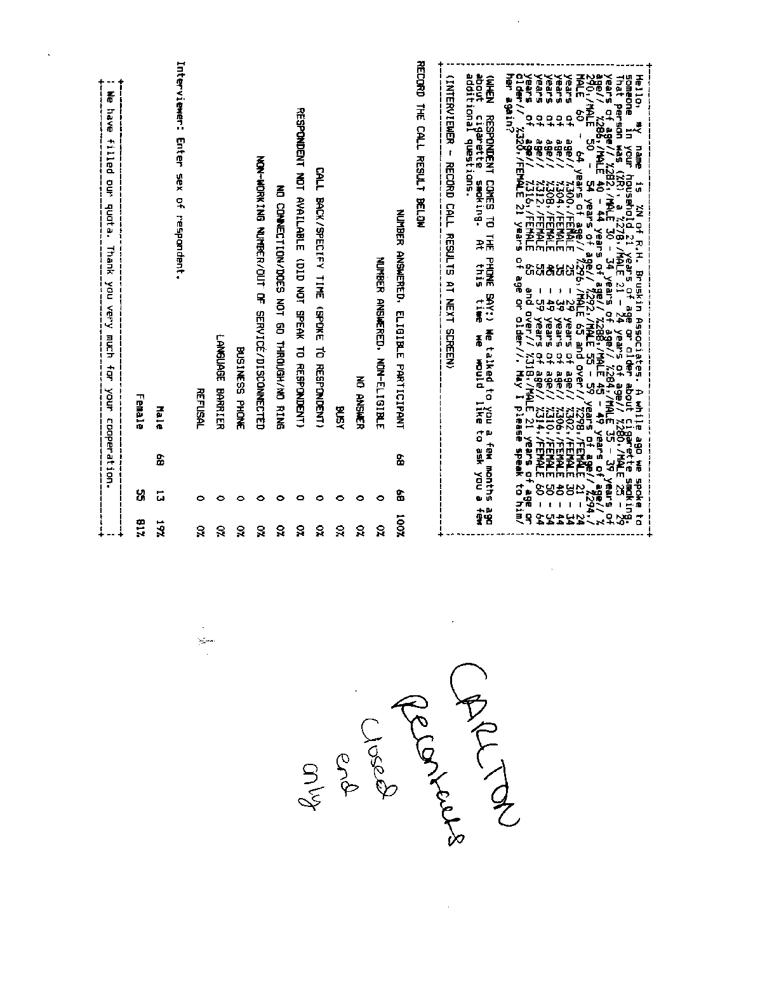 Hello, my name is %N of R.H. Bruskin Associates. A while ago we spoke to
someone in your household 21 years of age or older about cigarette smoking.
That person was (%R), a %278,/MALE 21 - 24 years of age// %280,/MALE 25 - 29
years of age// %282,/MALE 30 - 34 years of age// %284,/MALE 35 - 39 years of
age// %286,/MALE 40 - 44 years of age// %288,/MALE 45 - 49 years of age// %
290,/MALE 50 - 54 years of age// %292,/MALE 55 - 59 years of age// %294,/
MALE 60 - 64 years of age// %296,/MALE 65 and over// %298,/FEMALE 21 - 24
years of age// %300,/FEMALE 25 - 29 years of age// %302,/FEMALE 30 - 34
years of age// %304,/FEMALE 35 - 39 years of age// %306,/FEMALE 40 - 44
years of age// %308,/FEMALE 45 - 49 years of age// %310,/FEMALE 50 - 54
years of age// %312,/FEMALE 55 - 59 years of age// %314,/FEMALE 60 - 64
years of age// %316,/FEMALE 65 and over// %318,/MALE 21 years of age or
older// %320,/FEMALE 21 years of age or older//. May I please speak to him/
her again?
(WHEN RESPONDENT COMES TO THE PHONE SAY:) We talked to you a few months ago
about cigarette smoking. At this time we would like to ask you a few
additional questions.
(INTERVIEWER - RECORD CALL RESULTS AT NEXT SCREEN)
RECORD THE CALL RESULT BELOW
NUMBER ANSWERED, ELIGIBLE PARTICIPANT 68 68 100%
NUMBER ANSWERED, NON-ELIGIBLE 0 0%
NO ANSWER 0 0%
BUSY 0 0%
CALL BACK/SPECIFY TIME (SPOKE TO RESPONDENT) 0 0%
RESPONDENT NOT AVAILABLE (DID NOT SPEAK TO RESPONDENT) 0 0%
NO CONNECTION/DOES NOT GO THROUGH/NO RING 0 0%
NON-WORKING NUMBER/OUT OF SERVICE/DISCONNECTED 0 0%
BUSINESS PHONE 0 0%
LANGUAGE BARRIER 0 0%
REFUSAL 0 0%
Interviewer: Enter sex of respondent.
Male 68 13 19%
Female 55 81%
We have filled our quota. Thank you very much for your cooperation.
CARLTON
Recontacts
Closed
end
only